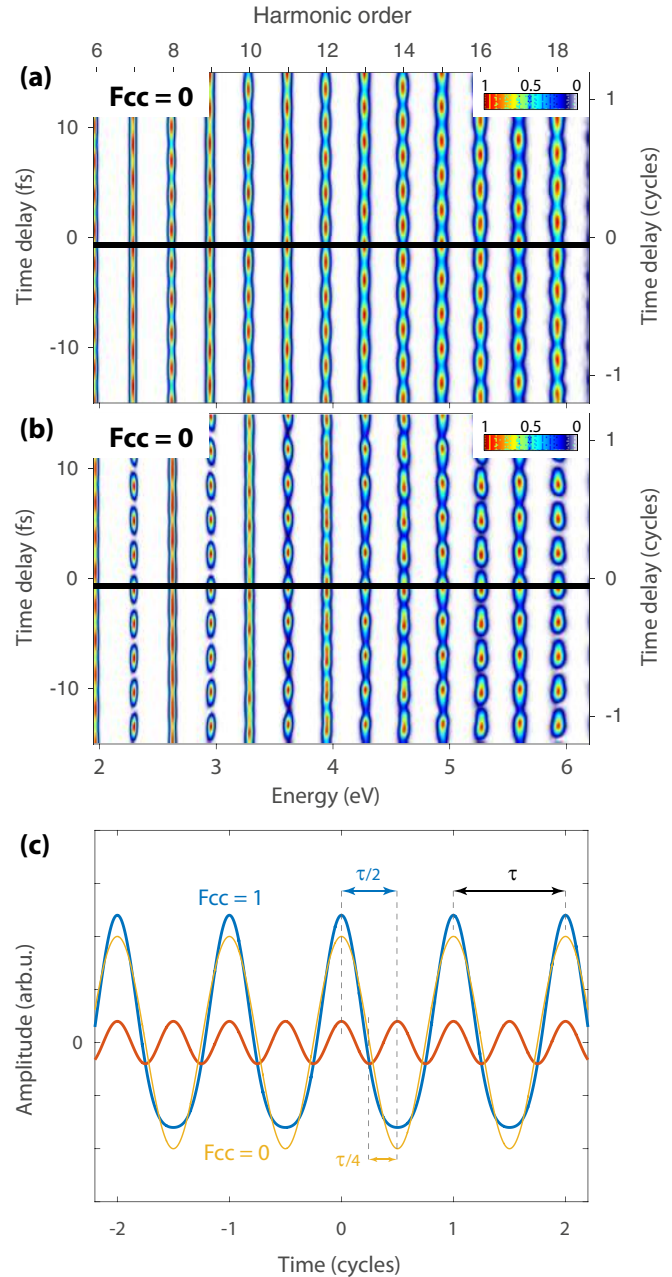 Harmonic order
6 8 10 12 14 16 18
(a)
Fcc = 0
1 0.5 0
10
0
-10
Time delay (fs)
1
0
-1
Time delay (cycles)
(b)
Fcc = 0
1 0.5 0
10
0
-10
Time delay (fs)
1
0
-1
Time delay (cycles)
2 3 4 5 6
Energy (eV)
(c)
Fcc = 1
τ/2
τ
Amplitude (arb.u.)
0
Fcc = 0
τ/4
-2 -1 0 1 2
Time (cycles)